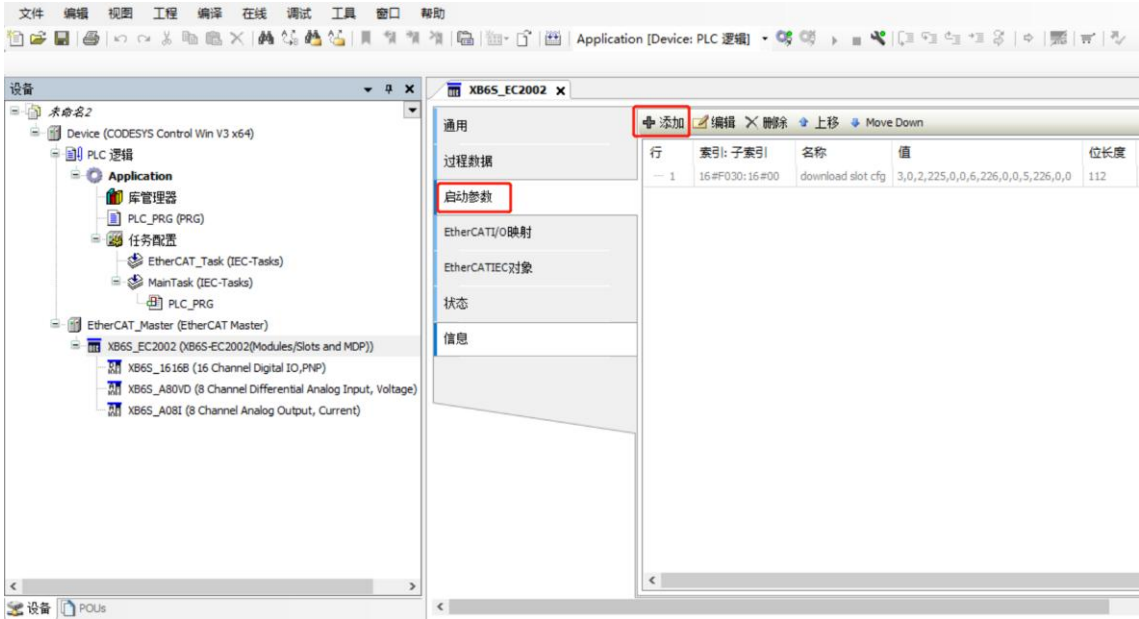 文件 编辑 视图 工程 编译 在线 调试 工具 窗口 帮助
Application [Device: PLC 逻辑]
设备
XB6S_EC2002
未命名2
Device (CODESYS Control Win V3 x64)
PLC 逻辑
Application
库管理器
PLC_PRG (PRG)
任务配置
EtherCAT_Task (IEC-Tasks)
MainTask (IEC-Tasks)
PLC_PRG
EtherCAT_Master (EtherCAT Master)
XB6S_EC2002 (XB6S-EC2002(Modules/Slots and MDP))
XB6S_1616B (16 Channel Digital IO,PNP)
XB6S_A80VD (8 Channel Differential Analog Input, Voltage)
XB6S_A08I (8 Channel Analog Output, Current)
通用
过程数据
启动参数
EtherCATI/O映射
EtherCATIEC对象
状态
信息
添加 编辑 删除 上移 Move Down
行 索引: 子索引 名称 值 位长度
1 16#F030:16#00 download slot cfg 3,0,2,225,0,0,6,226,0,0,5,226,0,0 112
设备 POUs